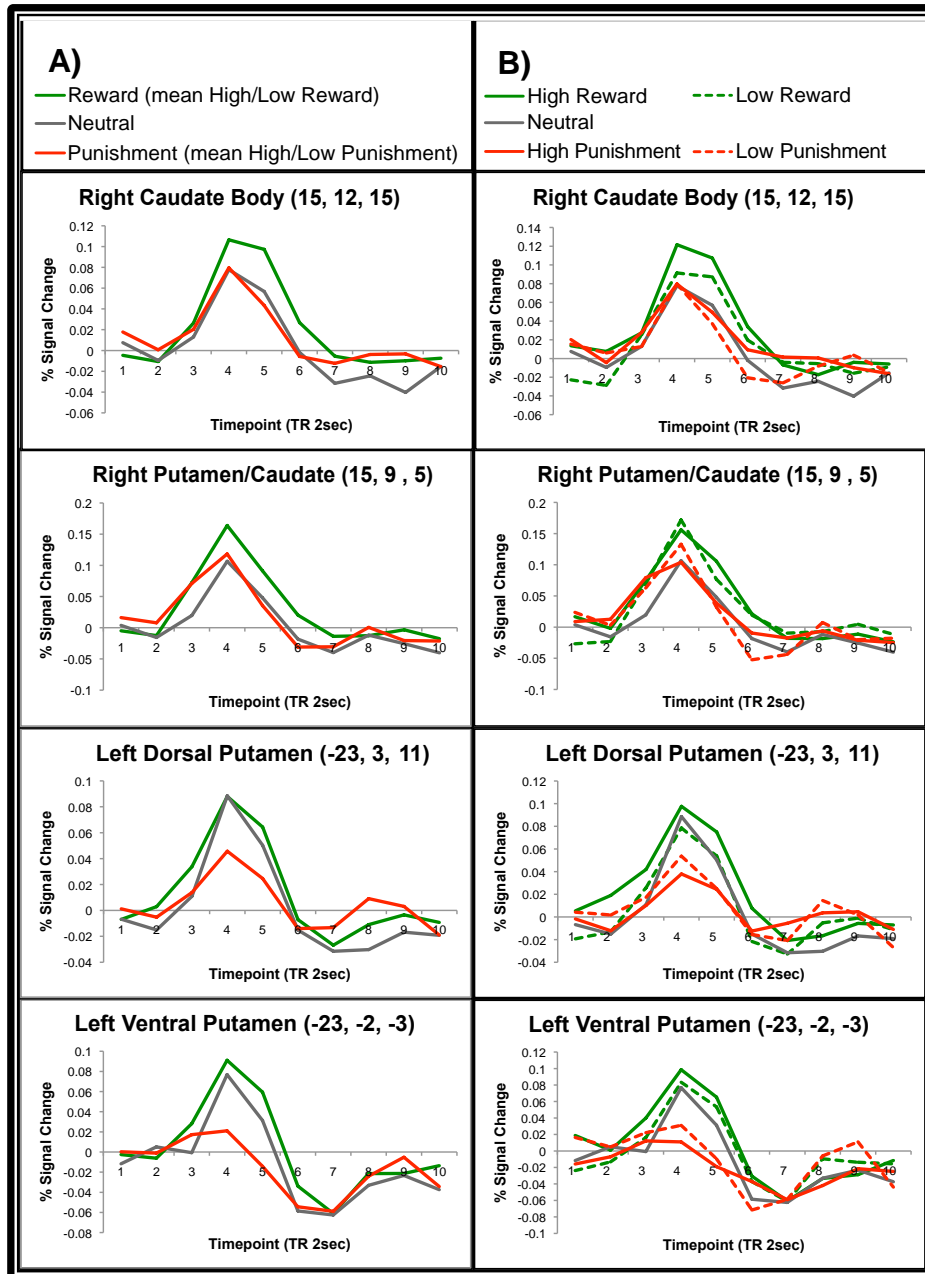 A)
Reward (mean High/Low Reward)
Neutral
Punishment (mean High/Low Punishment)
B)
High Reward
Low Reward
Neutral
High Punishment
Low Punishment
Right Caudate Body (15, 12, 15)
% Signal Change
0.12
0.1
0.08
0.06
0.04
0.02
0
-0.02
-0.04
-0.06
1 2 3 4 5 6 7 8 9 10
Timepoint (TR 2sec)
Right Caudate Body (15, 12, 15)
% Signal Change
0.14
0.12
0.1
0.08
0.06
0.04
0.02
0
-0.02
-0.04
-0.06
1 2 3 4 5 6 7 8 9 10
Timepoint (TR 2sec)
Right Putamen/Caudate (15, 9 , 5)
% Signal Change
0.2
0.15
0.1
0.05
0
-0.05
-0.1
1 2 3 4 5 6 7 8 9 10
Timepoint (TR 2sec)
Right Putamen/Caudate (15, 9 , 5)
% Signal Change
0.2
0.15
0.1
0.05
0
-0.05
-0.1
1 2 3 4 5 6 7 8 9 10
Timepoint (TR 2sec)
Left Dorsal Putamen (-23, 3, 11)
% Signal Change
0.1
0.08
0.06
0.04
0.02
0
-0.02
-0.04
1 2 3 4 5 6 7 8 9 10
Timepoint (TR 2sec)
Left Dorsal Putamen (-23, 3, 11)
% Signal Change
0.12
0.1
0.08
0.06
0.04
0.02
0
-0.02
-0.04
1 2 3 4 5 6 7 8 9 10
Timepoint (TR 2sec)
Left Ventral Putamen (-23, -2, -3)
% Signal Change
0.1
0.08
0.06
0.04
0.02
0
-0.02
-0.04
-0.06
-0.08
1 2 3 4 5 6 7 8 9 10
Timepoint (TR 2sec)
Left Ventral Putamen (-23, -2, -3)
% Signal Change
0.12
0.1
0.08
0.06
0.04
0.02
0
-0.02
-0.04
-0.06
-0.08
-0.1
1 2 3 4 5 6 7 8 9 10
Timepoint (TR 2sec)